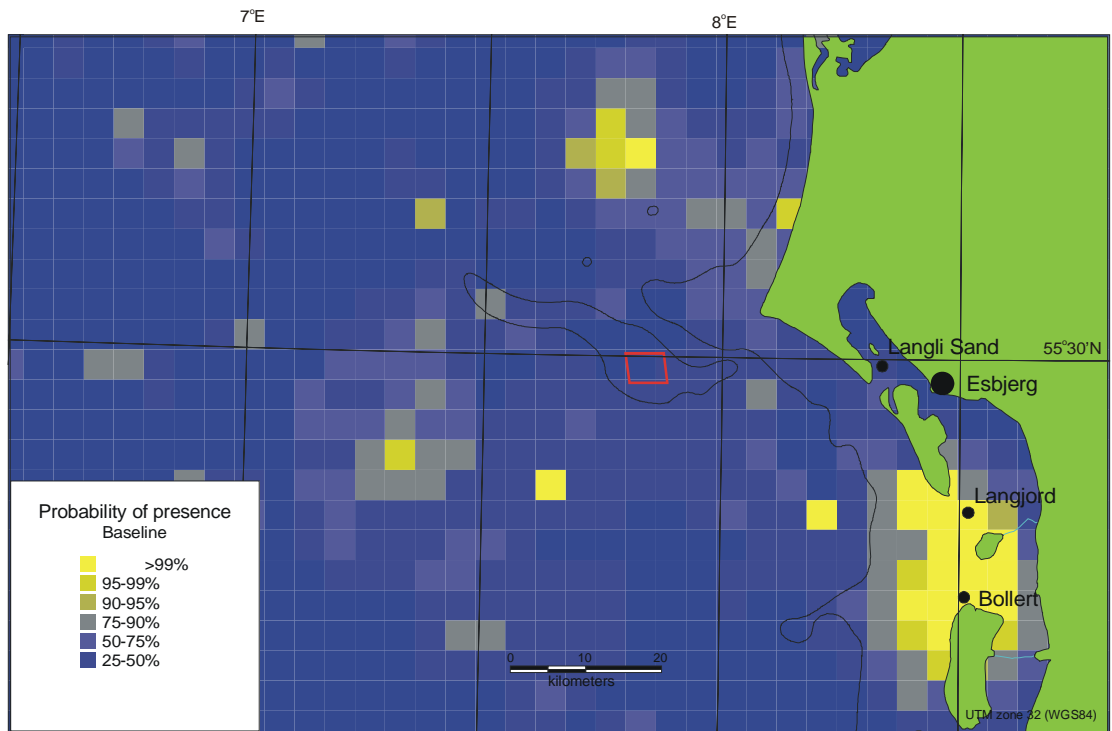 7°E
8°E
Langli Sand
55°30'N
Esbjerg
Probability of presence
Baseline
>99%
95-99%
90-95%
75-90%
50-75%
25-50%
Langjord
Bollert
0 10 20
kilometers
UTM zone 32 (WGS84)